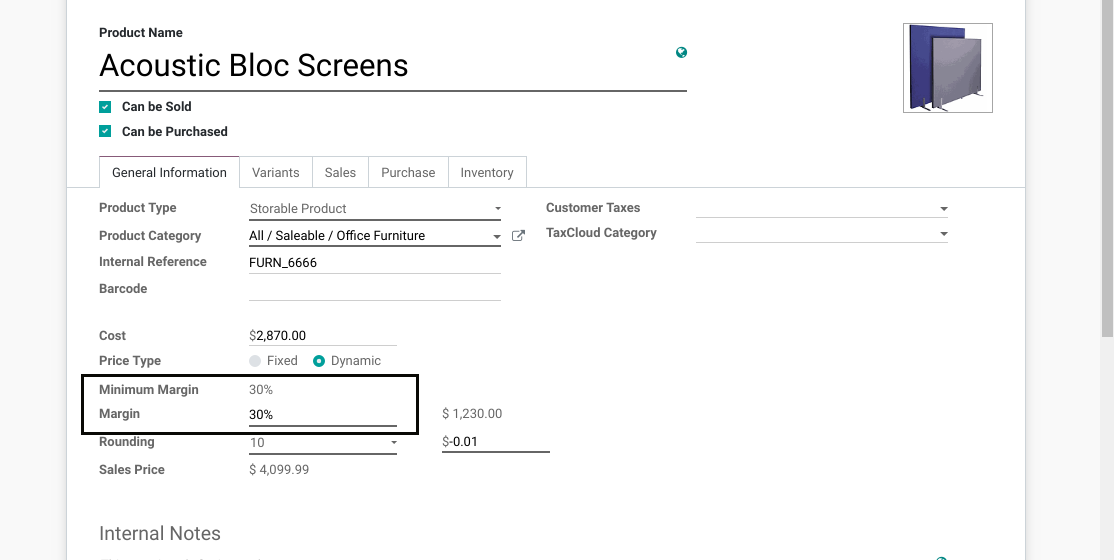 Product Name
Acoustic Bloc Screens
Can be Sold
Can be Purchased
General Information Variants Sales Purchase Inventory
Product Type Storable Product Customer Taxes
Product Category All / Saleable / Office Furniture TaxCloud Category
Internal Reference FURN_6666
Barcode
Cost $2,870.00
Price Type Fixed Dynamic
Minimum Margin 30%
Margin 30% $ 1,230.00
Rounding 10 $-0.01
Sales Price $ 4,099.99
Internal Notes